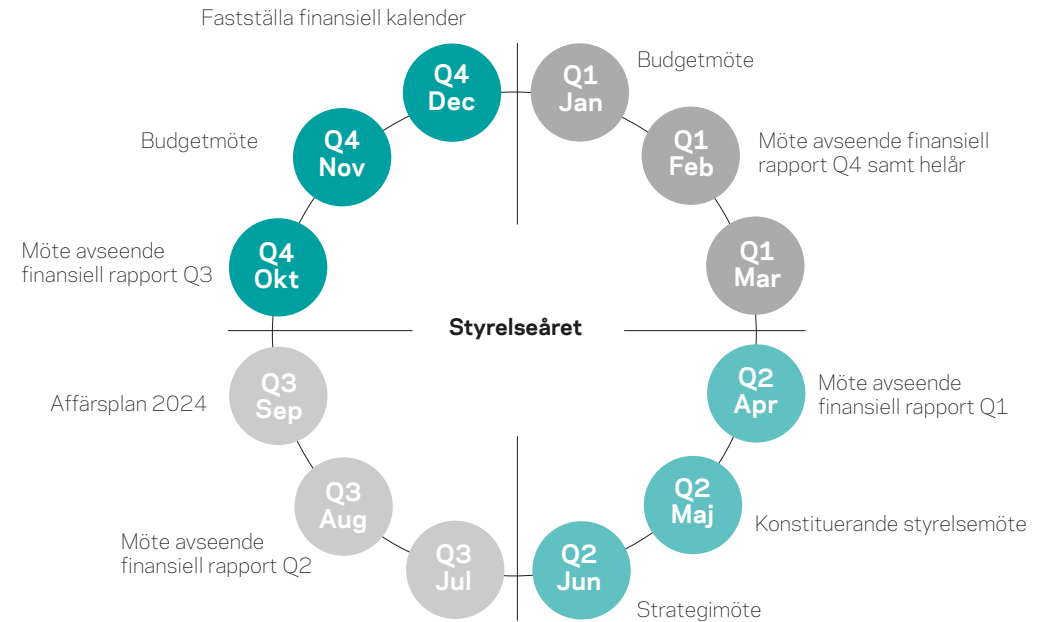 Fastställa finansiell kalender
Q4
Dec
Q1
Jan
Budgetmöte
Budgetmöte
Q4
Nov
Q1
Feb
Möte avseende finansiell
rapport Q4 samt helår
Möte avseende
finansiell rapport Q3
Q4
Okt
Q1
Mar
Styrelseåret
Affärsplan 2024
Q3
Sep
Q2
Apr
Möte avseende
finansiell rapport Q1
Q3
Aug
Q2
Maj
Konstituerande styrelsemöte
Möte avseende
finansiell rapport Q2
Q3
Jul
Q2
Jun
Strategimöte